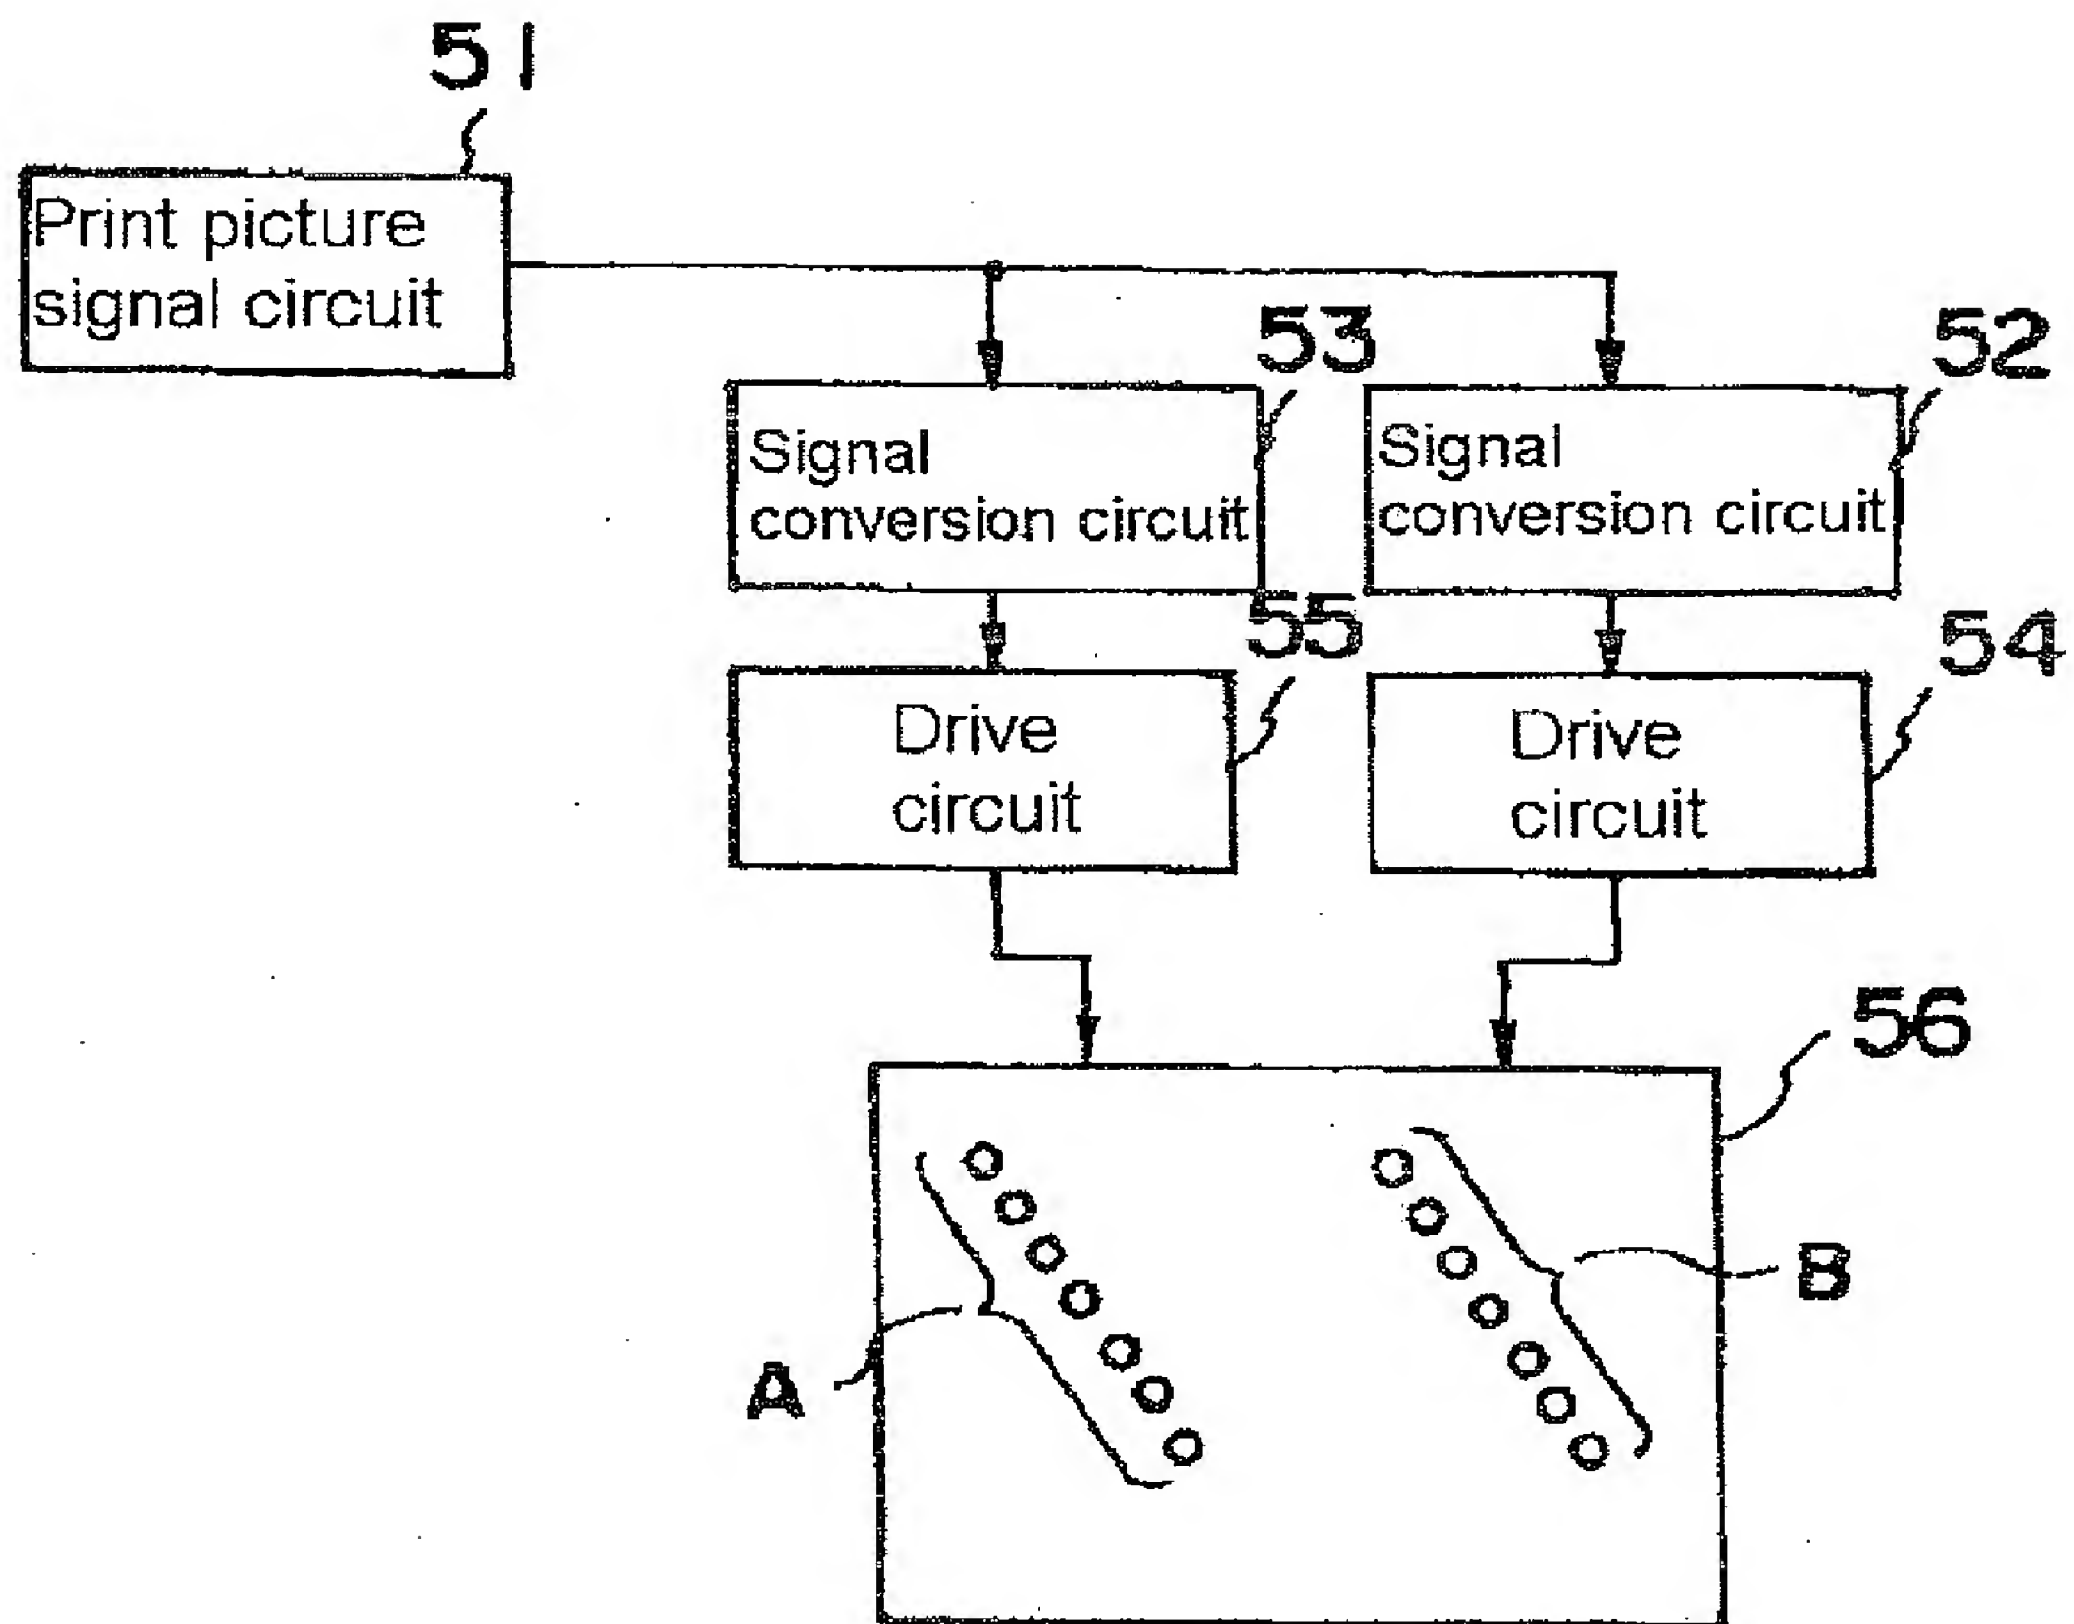 51
Print picture
signal circuit
53
52
Signal
conversion circuit
Signal
conversion circuit
55
54
Drive
circuit
Drive
circuit
56
A
B